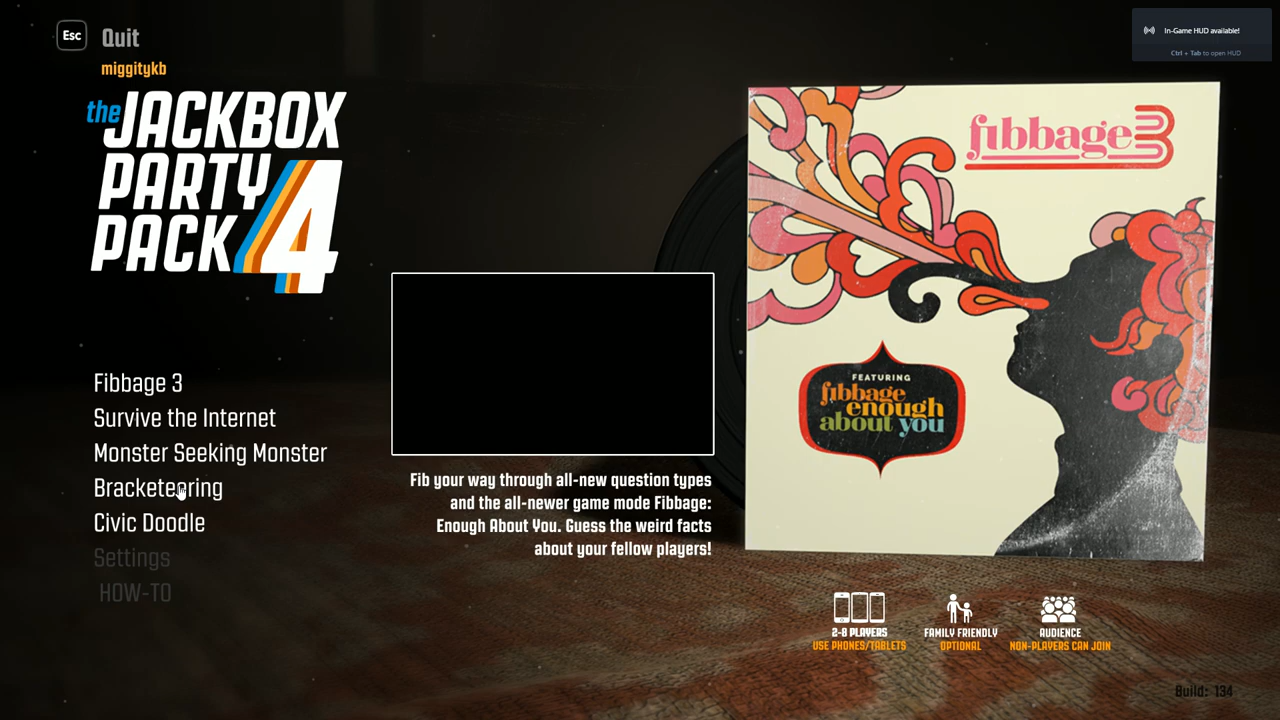 Esc Quit
miggitykb
the JACKBOX
PARTY
PACK 4
Fibbage 3
Survive the Internet
Monster Seeking Monster
Bracketeering
Civic Doodle
Settings
HOW-TO
Fib your way through all-new question types
and the all-newer game mode Fibbage:
Enough About You. Guess the weird facts
about your fellow players!
In-Game HUD available!
Ctrl + Tab to open HUD
fibbage 3
FEATURING
fibbage
enough
about you
2-8 PLAYERS
USE PHONES/TABLETS
FAMILY FRIENDLY
OPTIONAL
AUDIENCE
NON-PLAYERS CAN JOIN
Build: 134